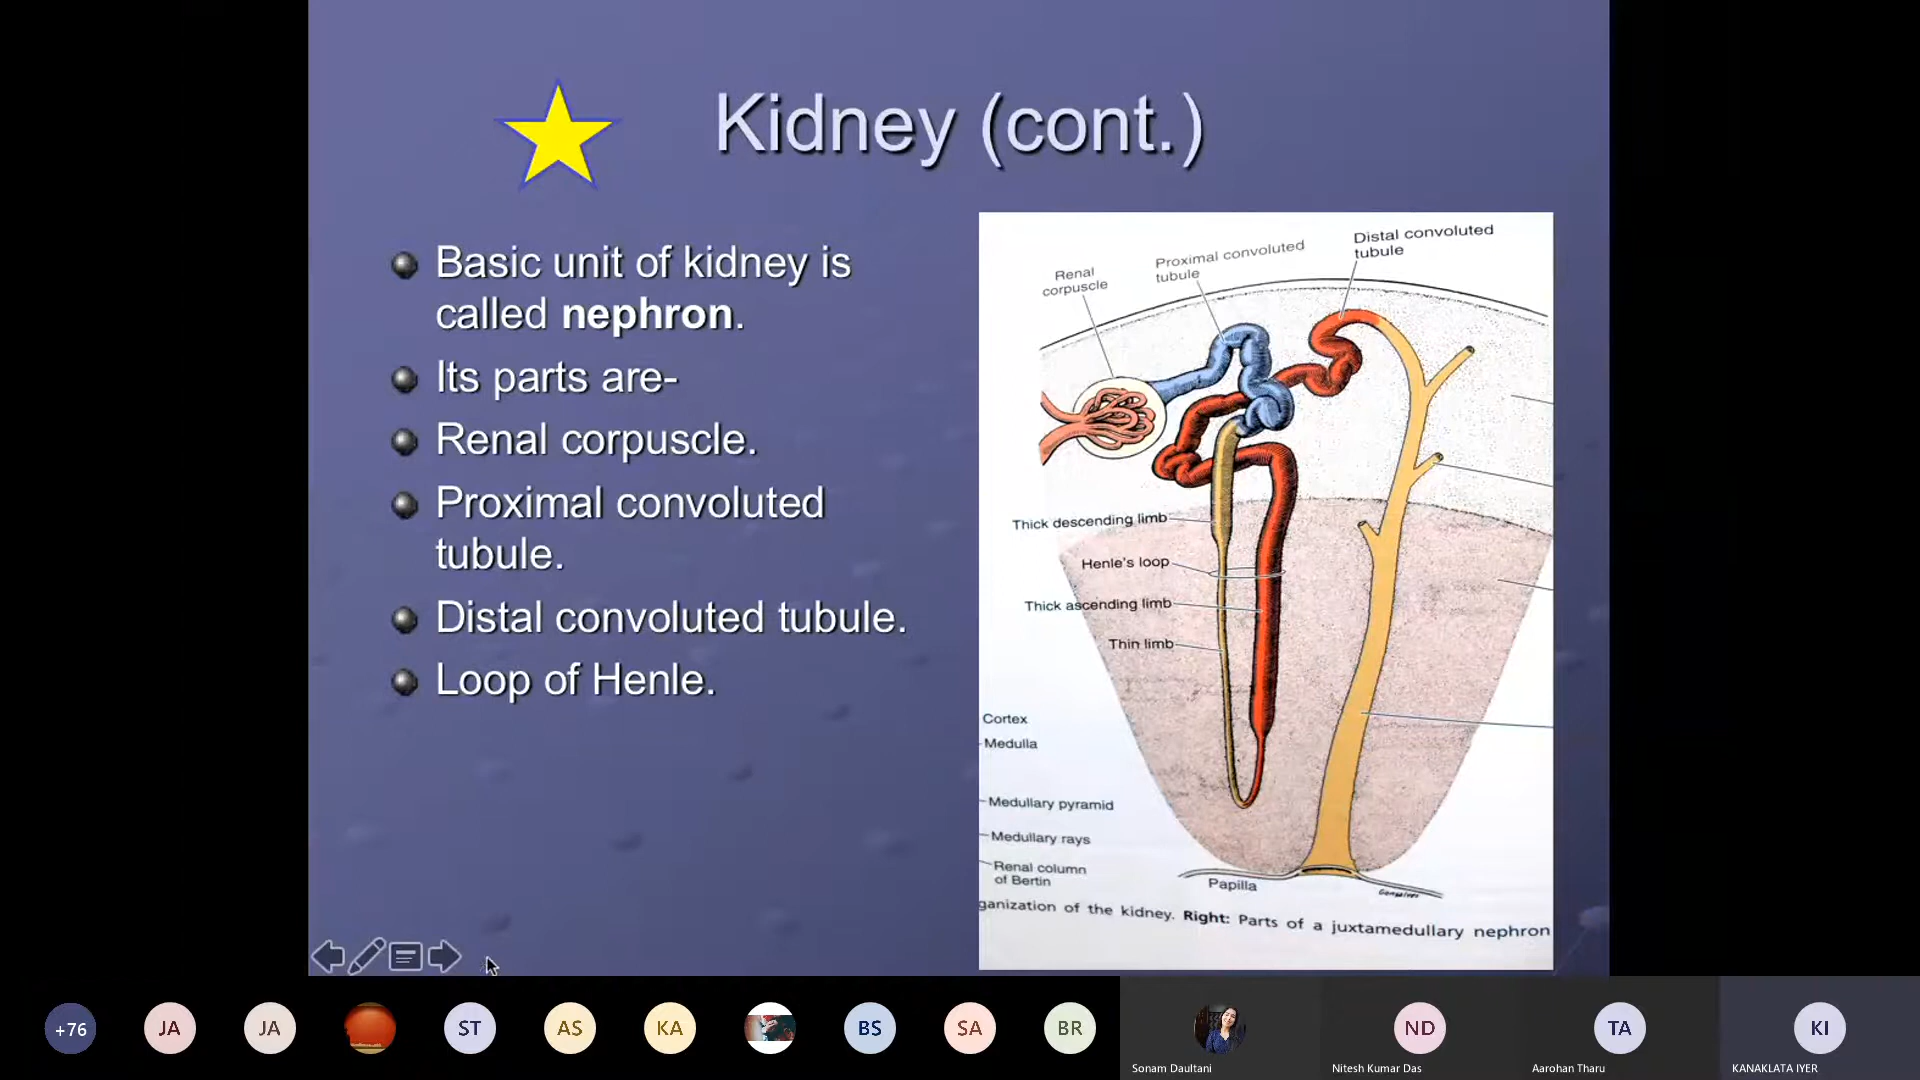 Kidney (cont.)
Basic unit of kidney is
called nephron.
Its parts are-
Renal corpuscle.
Proximal convoluted
tubule.
Distal convoluted tubule.
Loop of Henle.
Distal convoluted
tubule
Proximal convoluted
tubule
Renal
corpuscle
Thick descending limb
Henle's loop
Thick ascending limb
Thin limb
Cortex
Medulla
Medullary pyramid
Medullary rays
Renal column
of Bertin
Papilla
ganization of the kidney. Right: Parts of a juxtamedullary nephron
+76
JA
JA
ST
AS
KA
BS
SA
BR
ND
TA
KI
Sonam Daultani
Nitesh Kumar Das
Aarohan Tharu
KANAKLATA IYER